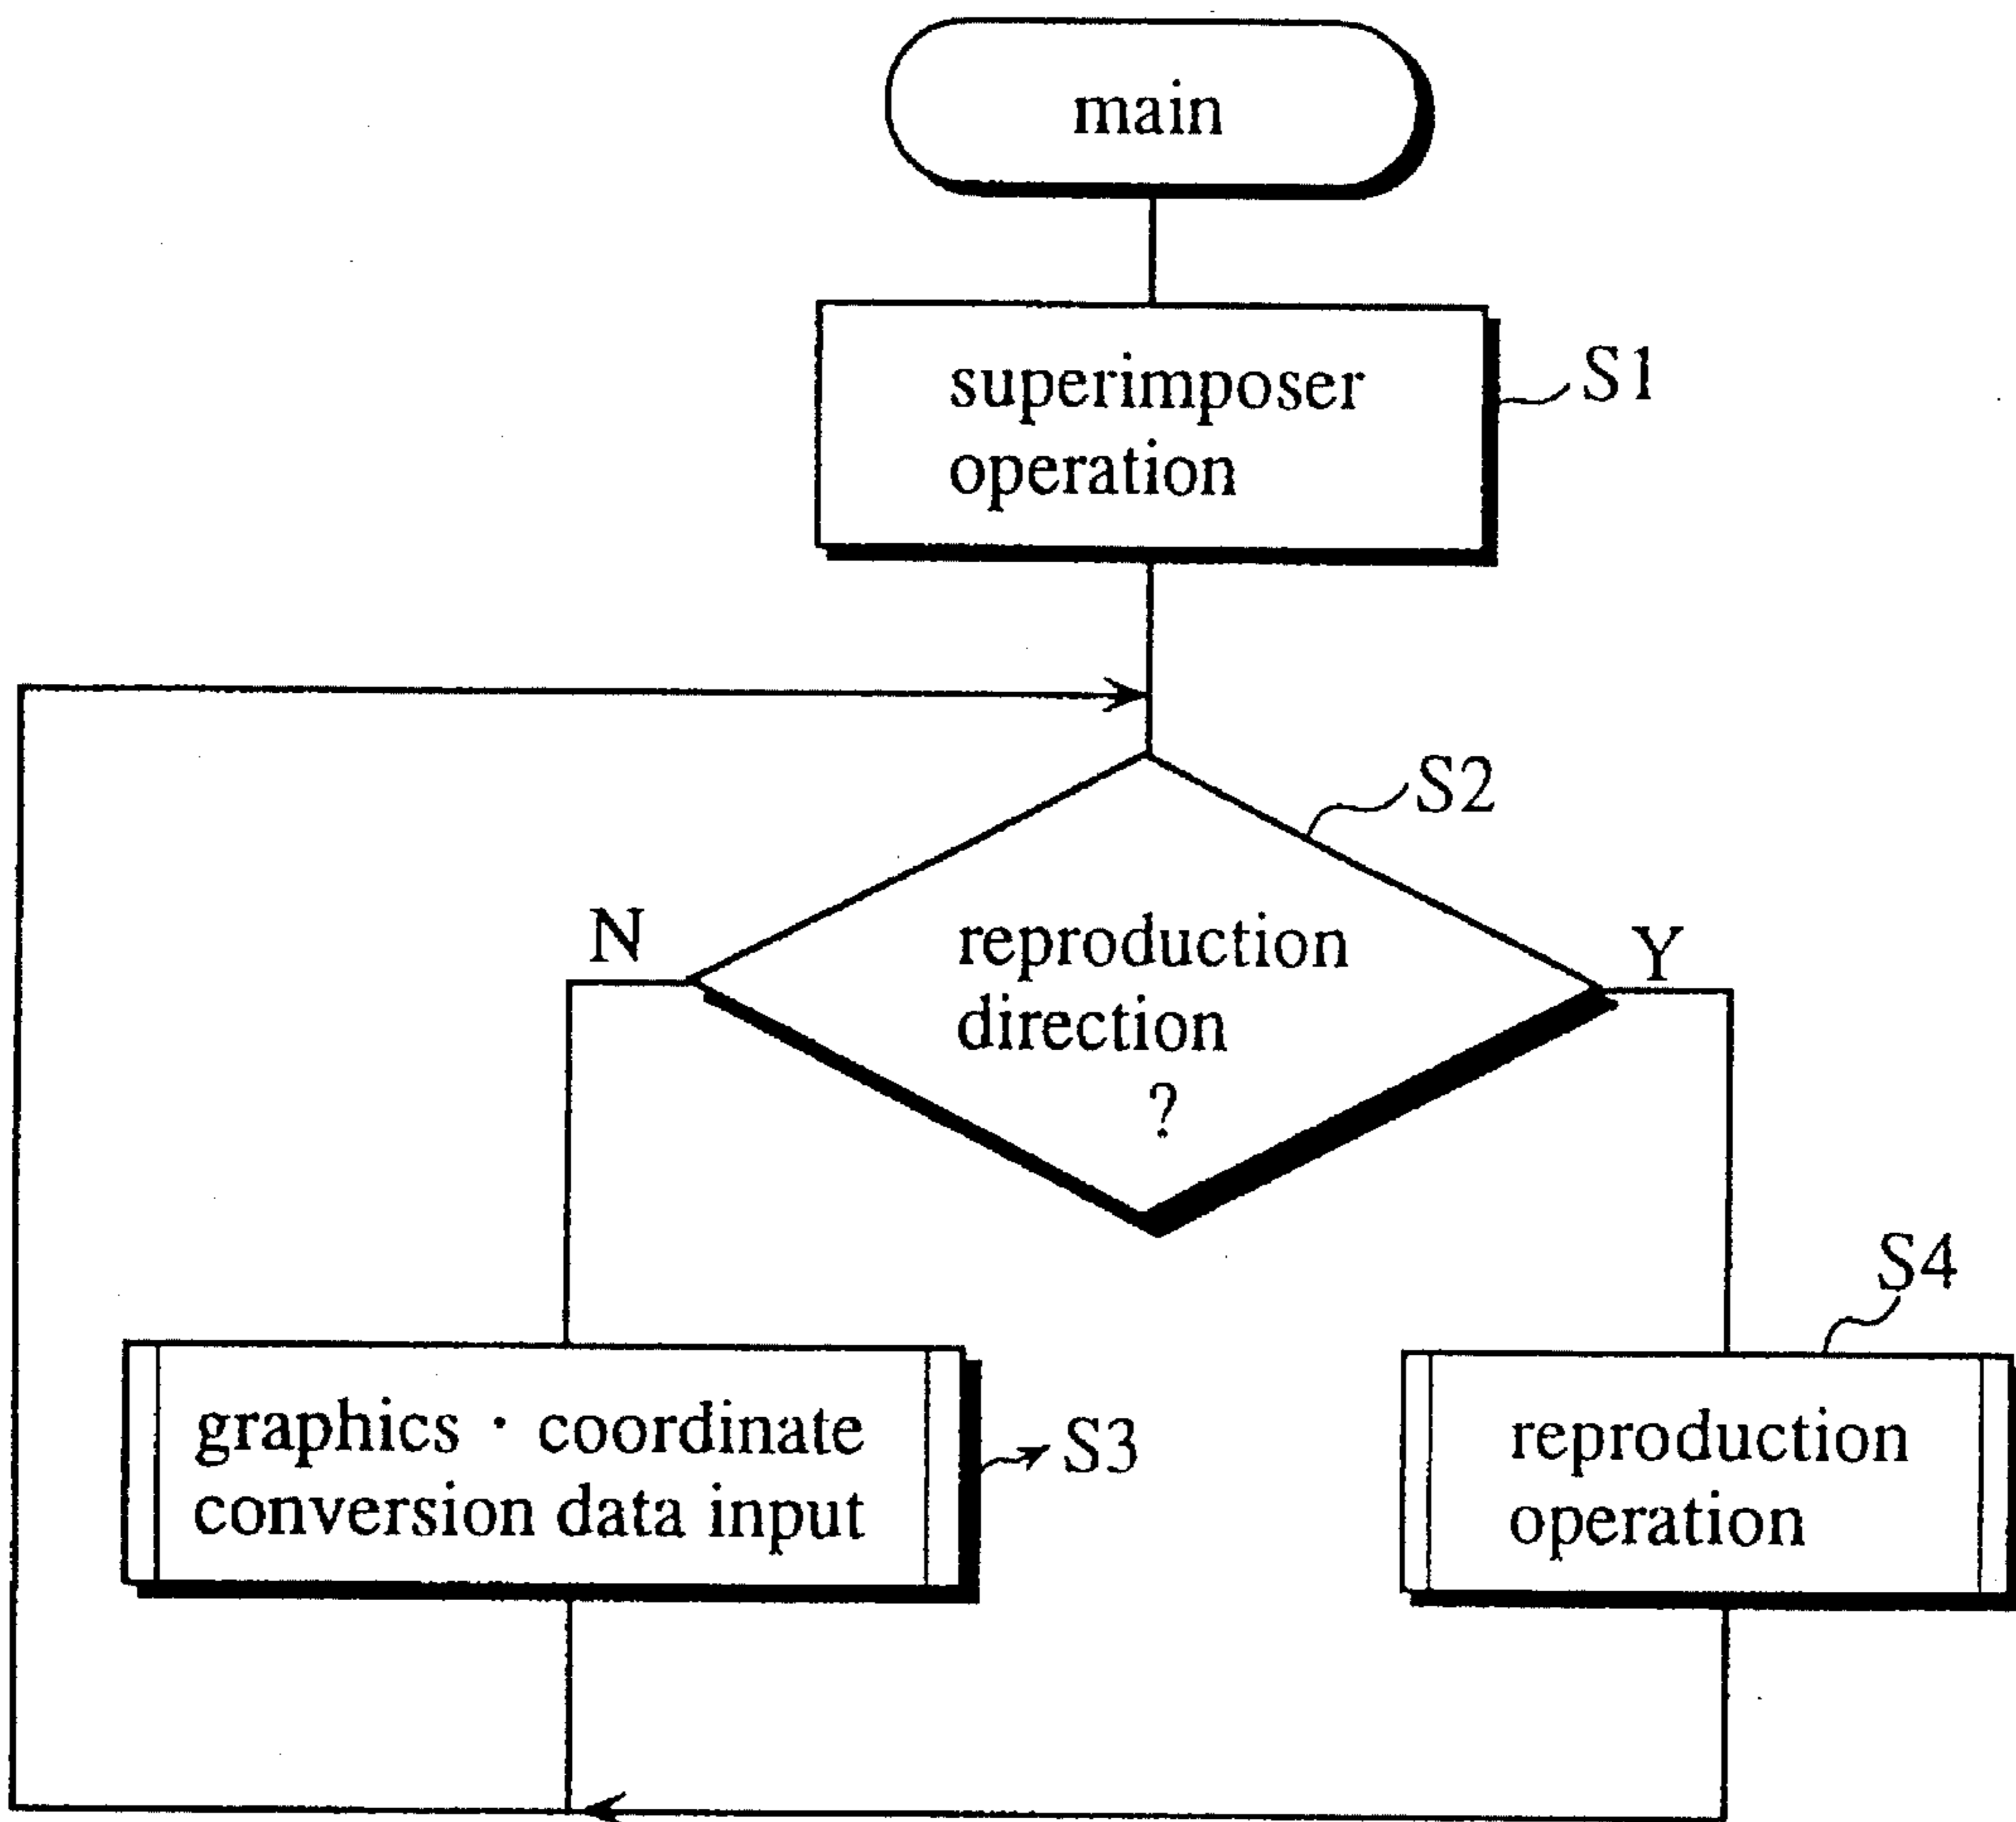 main
superimposer
operation
S1
S2
N
reproduction
direction
?
Y
S4
graphics · coordinate
conversion data input
S3
reproduction
operation